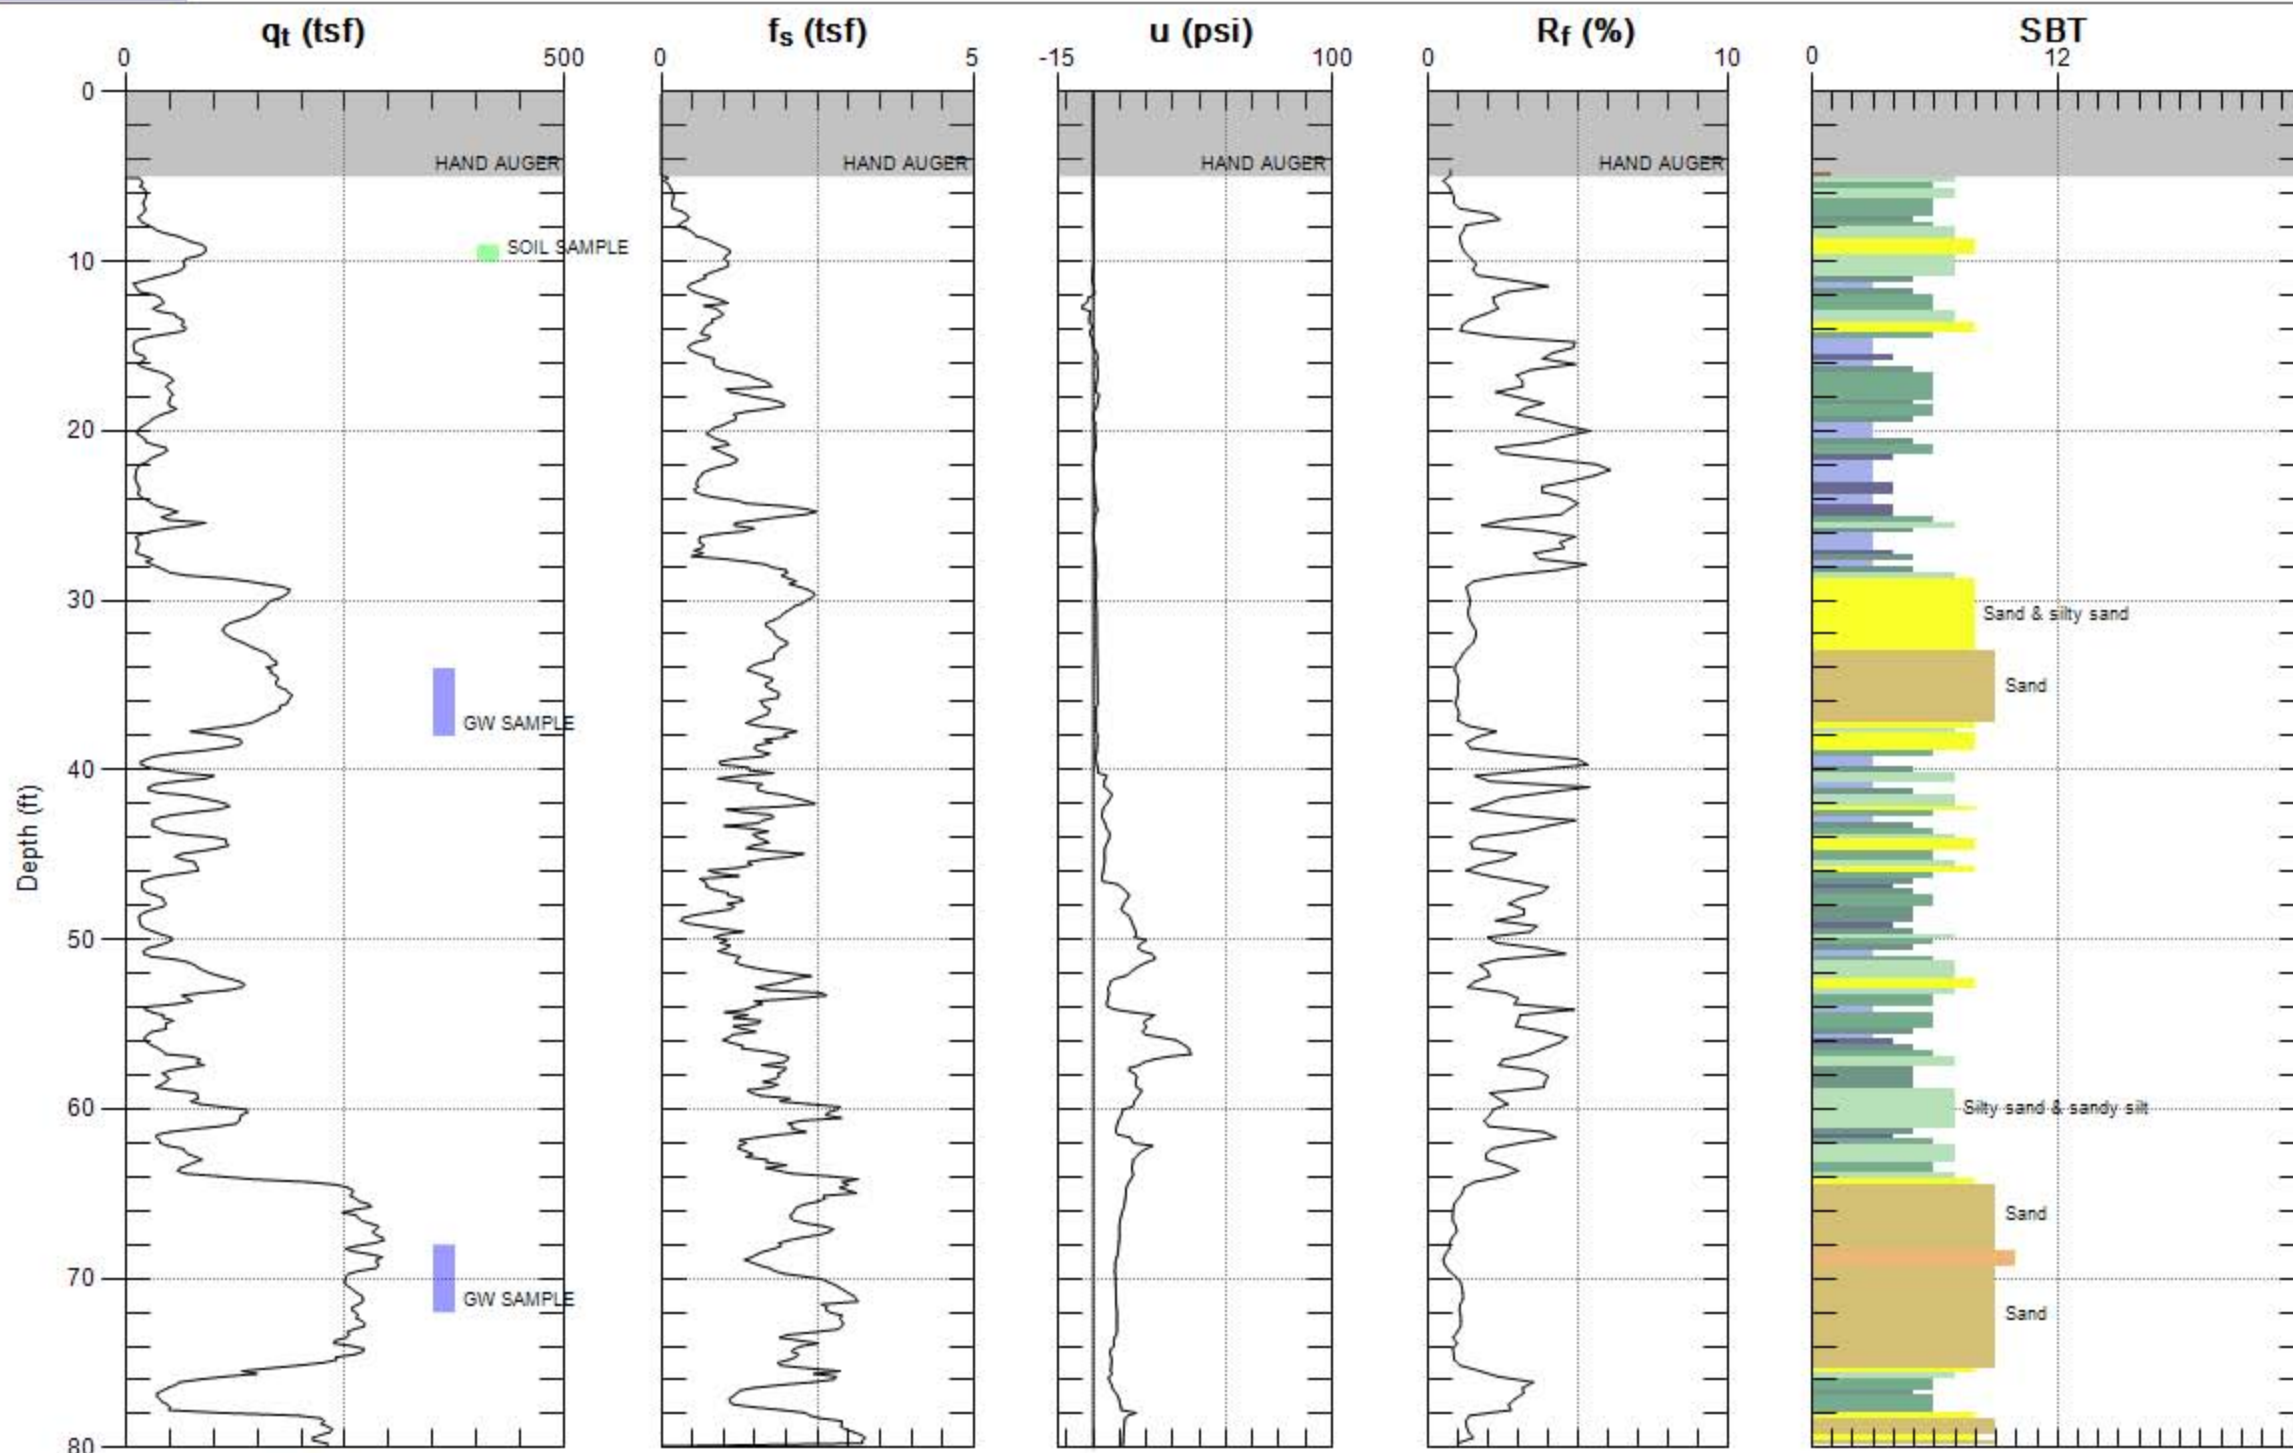 qt (tsf) fs (tsf) u (psi) Rf (%) SBT
0 500 0 5 -15 100 0 10 0 12
0
HAND AUGER HAND AUGER HAND AUGER HAND AUGER
SOIL SAMPLE
10
20
30
Sand & silty sand
Sand
GW SAMPLE
40
Depth (ft)
50
60
Silty sand & sandy silt
Sand
70
GW SAMPLE
Sand
80